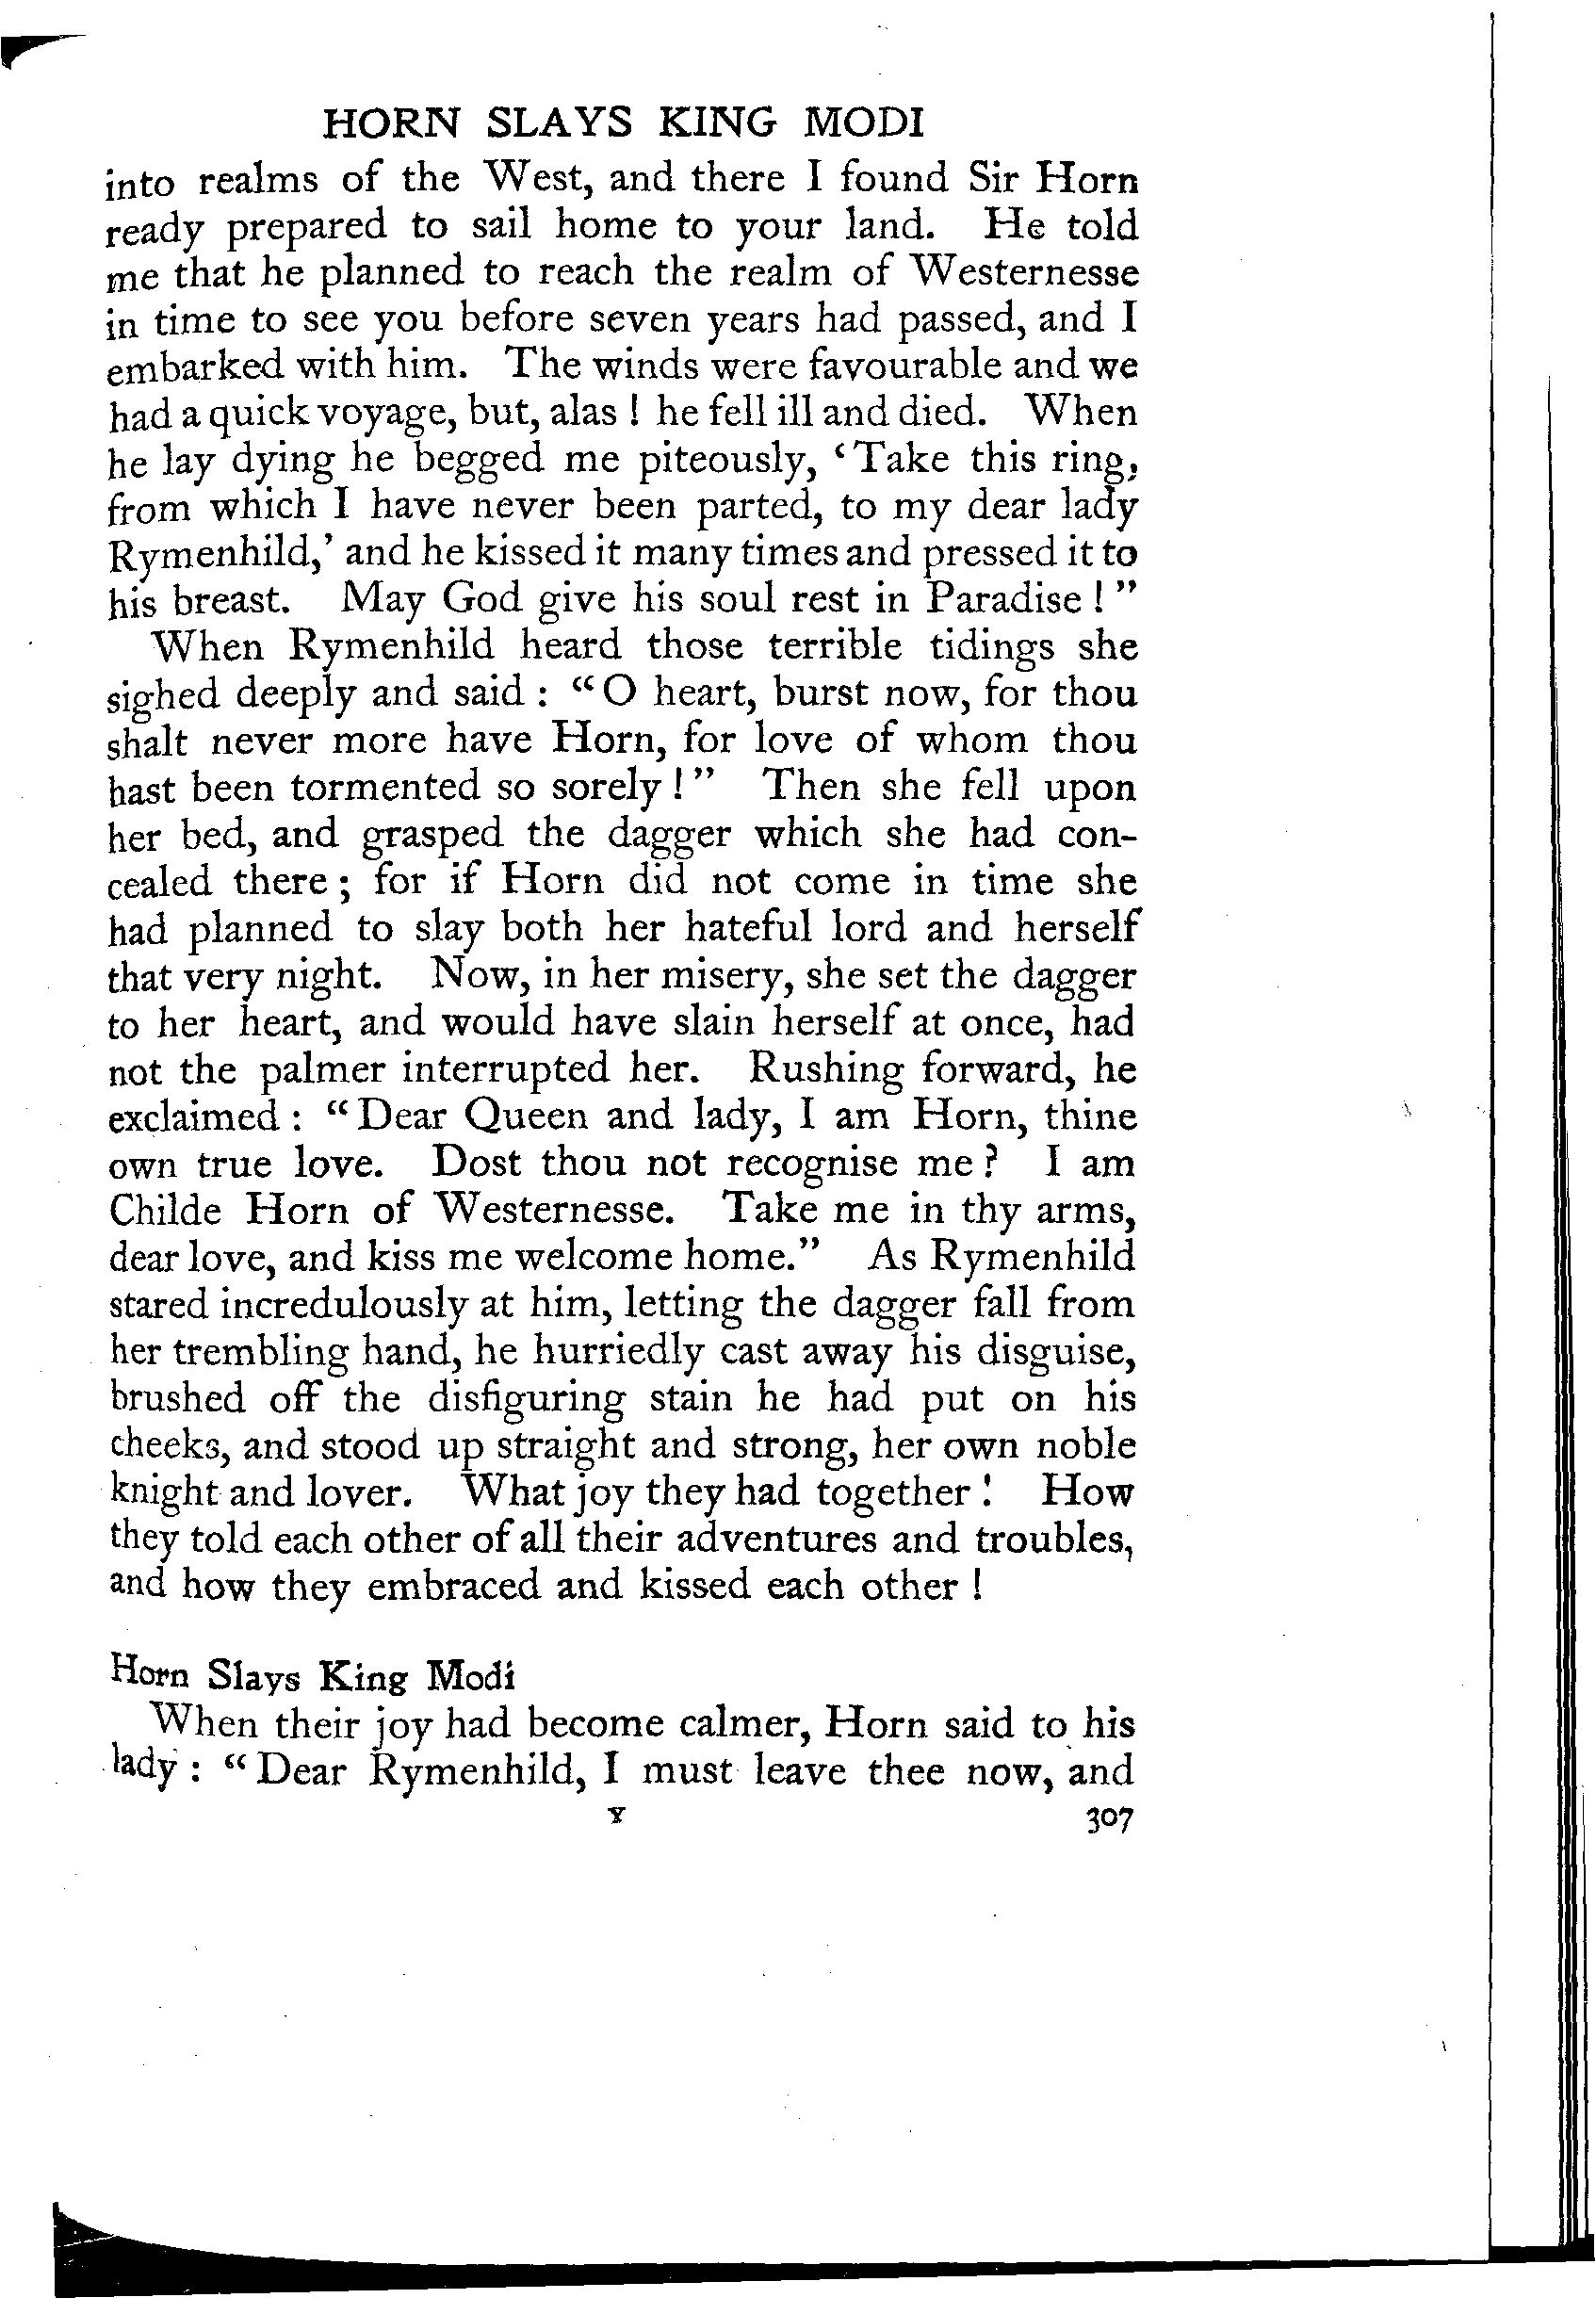 HORN SLAYS KING MODI
into realms of the West, and there I found Sir Horn
ready prepared to sail home to your land. He told
me that he planned to reach the realm of Westernesse
in time to see you before seven years had passed, and I
embarked with him. The winds were favourable and we
had a quick voyage, but, alas ! he fell ill and died. When
he lay dying he begged me piteously, ‘Take this ring,
from which I have never been parted, to my dear lady
Rymenhild,’ and he kissed it many times and pressed it to
his breast. May God give his soul rest in Paradise ! ”
When Rymenhild heard those terrible tidings she
sighed deeply and said : “ O heart, burst now, for thou
shalt never more have Horn, for love of whom thou
hast been tormented so sorely ! ” Then she fell upon
her bed, and grasped the dagger which she had con-
cealed there ; for if Horn did not come in time she
had planned to slay both her hateful lord and herself
that very night. Now, in her misery, she set the dagger
to her heart, and would have slain herself at once, had
not the palmer interrupted her. Rushing forward, he
exclaimed : “ Dear Queen and lady, I am Horn, thine
own true love. Dost thou not recognise me ? I am
Childe Horn of Westernesse. Take me in thy arms,
dear love, and kiss me welcome home.” As Rymenhild
stared incredulously at him, letting the dagger fall from
her trembling hand, he hurriedly cast away his disguise,
brushed off the disfiguring stain he had put on his
cheeks, and stood up straight and strong, her own noble
knight and lover. What joy they had together ! How
they told each other of all their adventures and troubles,
and how they embraced and kissed each other !
Horn Slays King Modi
When their joy had become calmer, Horn said to his
lady : “ Dear Rymenhild, I must leave thee now, and
Y 307